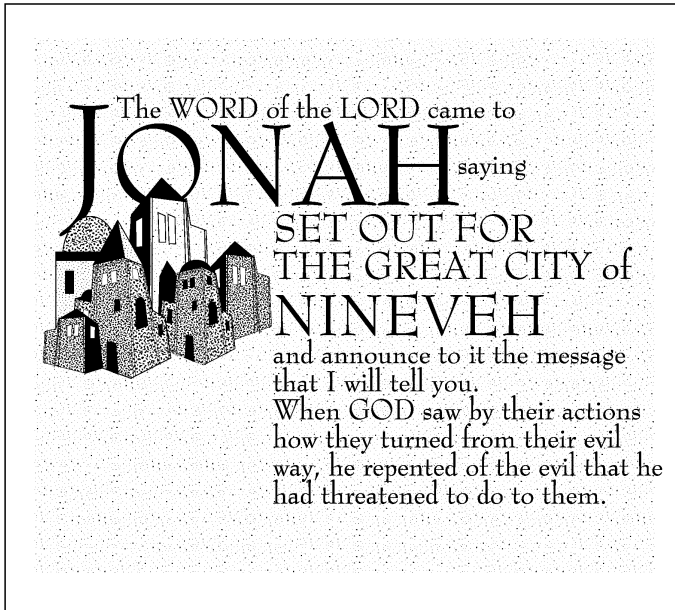 The WORD of the LORD came to
JONAH saying
SET OUT FOR
THE GREAT CITY of
NINEVEH
and announce to it the message
that I will tell you.
When GOD saw by their actions
how they turned from their evil
way, he repented of the evil that he
had threatened to do to them.